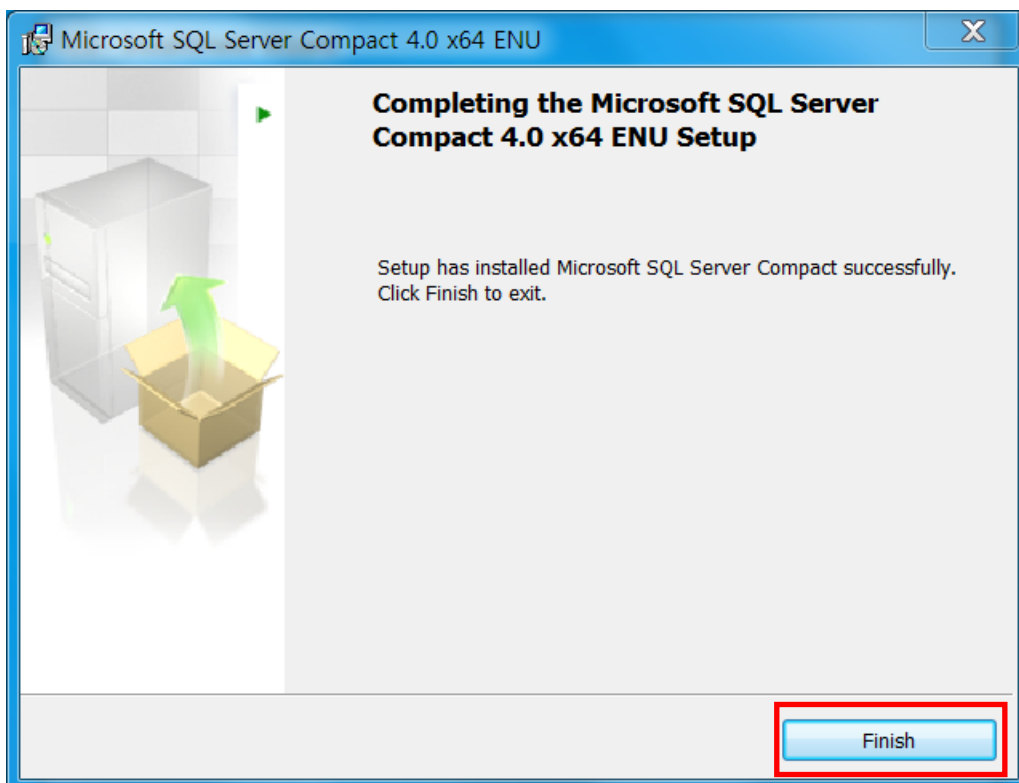 Microsoft SQL Server Compact 4.0 x64 ENU
Completing the Microsoft SQL Server
Compact 4.0 x64 ENU Setup
Setup has installed Microsoft SQL Server Compact successfully.
Click Finish to exit.
Finish